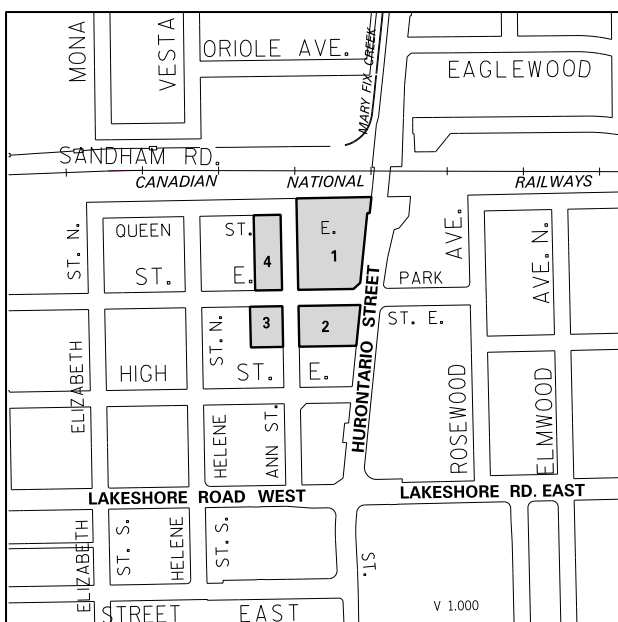 MONA
VESTA
ORIOLE AVE.
MARY FIX CREEK
EAGLEWOOD
SANDHAM RD.
CANADIAN NATIONAL RAILWAYS
ST. N.
QUEEN ST. E.
ST. E.
1
4
PARK ST. E.
AVE.
AVE. N.
3
2
ST. N.
HURONTARIO STREET
ELIZABETH
HIGH ST. E.
HELENE
ANN ST.
ROSEWOOD
ELMWOOD
LAKESHORE ROAD WEST
LAKESHORE RD. EAST
ELIZABETH
ST. S.
HELENE
ST. S.
ST.
STREET EAST
V 1.000